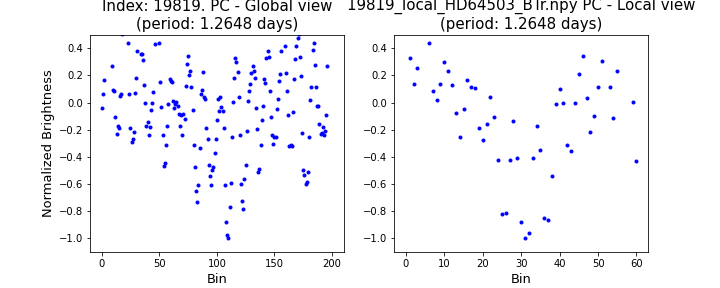 Index: 19819. PC - Global view
(period: 1.2648 days)
19819_local_HD64503_BTr.npy PC - Local view
(period: 1.2648 days)
Normalized Brightness
0.4
0.2
0.0
−0.2
−0.4
−0.6
−0.8
−1.0
0 50 100 150 200
Bin
0.4
0.2
0.0
−0.2
−0.4
−0.6
−0.8
−1.0
0 10 20 30 40 50 60
Bin